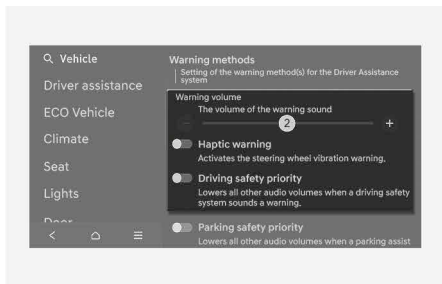 Vehicle
Driver assistance
ECO Vehicle
Climate
Seat
Lights
Door
Warning methods
Setting of the warning method(s) for the Driver Assistance
system
Warning volume
The volume of the warning sound
− 2 +
Haptic warning
Activates the steering wheel vibration warning.
Driving safety priority
Lowers all other audio volumes when a driving safety
system sounds a warning.
Parking safety priority
Lowers all other audio volumes when a parking assist